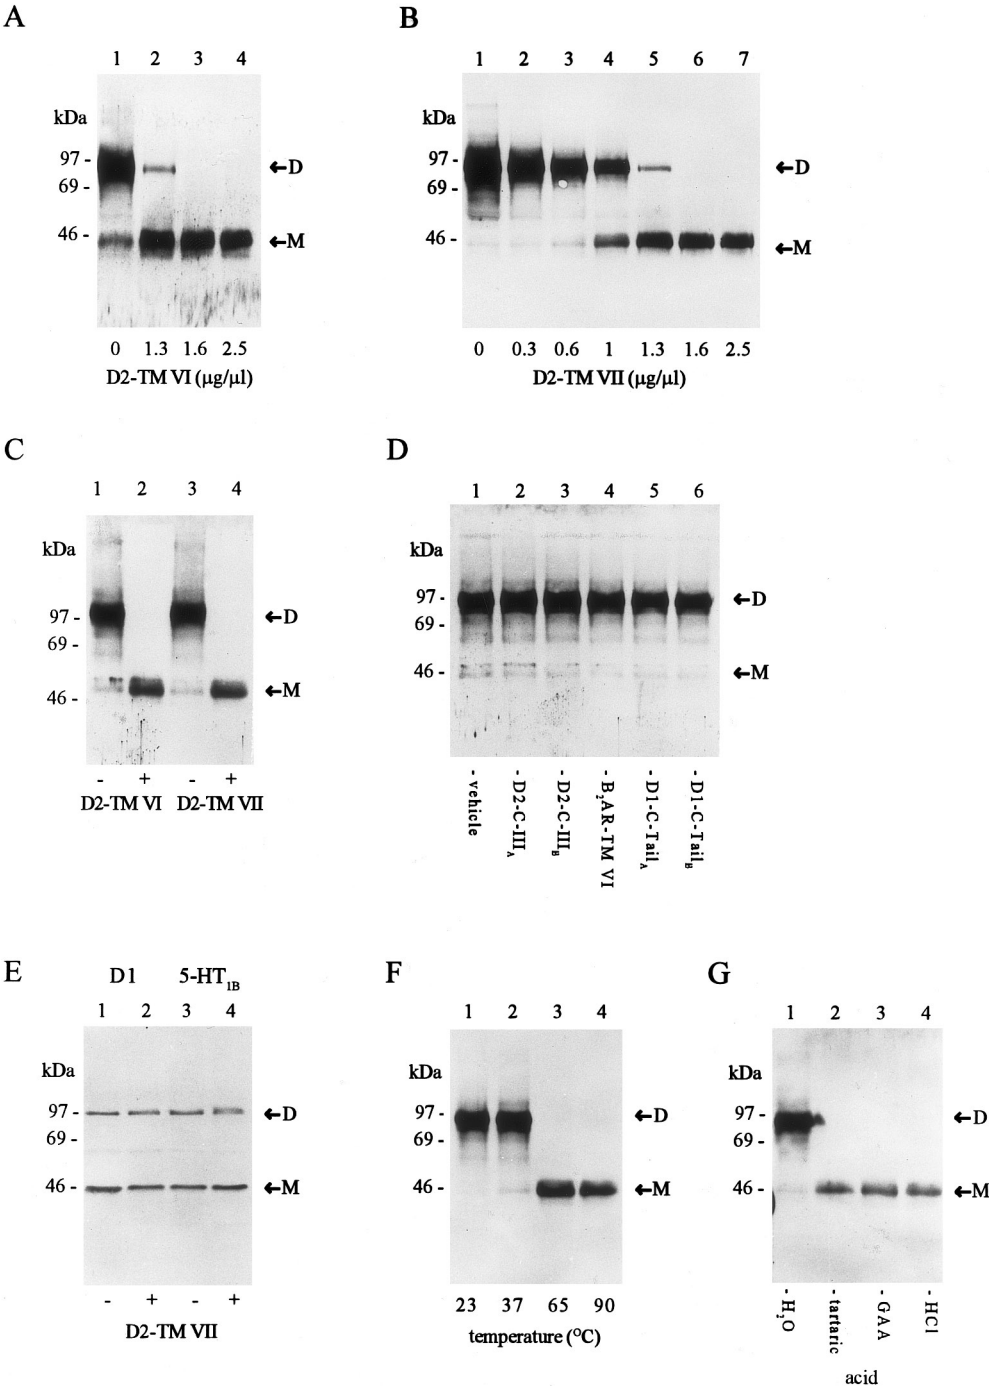 A
1 2 3 4
kDa
97 -
←D
69 -
46 -
←M
0 1.3 1.6 2.5
D2-TM VI (μg/μl)
B
1 2 3 4 5 6 7
kDa
97 -
←D
69 -
46 -
←M
0 0.3 0.6 1 1.3 1.6 2.5
D2-TM VII (μg/μl)
C
1 2 3 4
kDa
97 -
←D
69 -
46 -
←M
- + - +
D2-TM VI D2-TM VII
D
1 2 3 4 5 6
kDa
97 -
←D
69 -
46 -
←M
- vehicle
- D2-C-III_A
- D2-C-III_B
- B₂AR-TM VI
- D1-C-Tail_A
- D1-C-Tail_B
E
D1 5-HT_1B
1 2 3 4
kDa
97 -
←D
69 -
46 -
←M
- + - +
D2-TM VII
F
1 2 3 4
kDa
97 -
←D
69 -
46 -
←M
23 37 65 90
temperature (°C)
G
1 2 3 4
kDa
97 -
←D
69 -
46 -
←M
- H₂O
- tartaric
- GAA
- HCl
acid